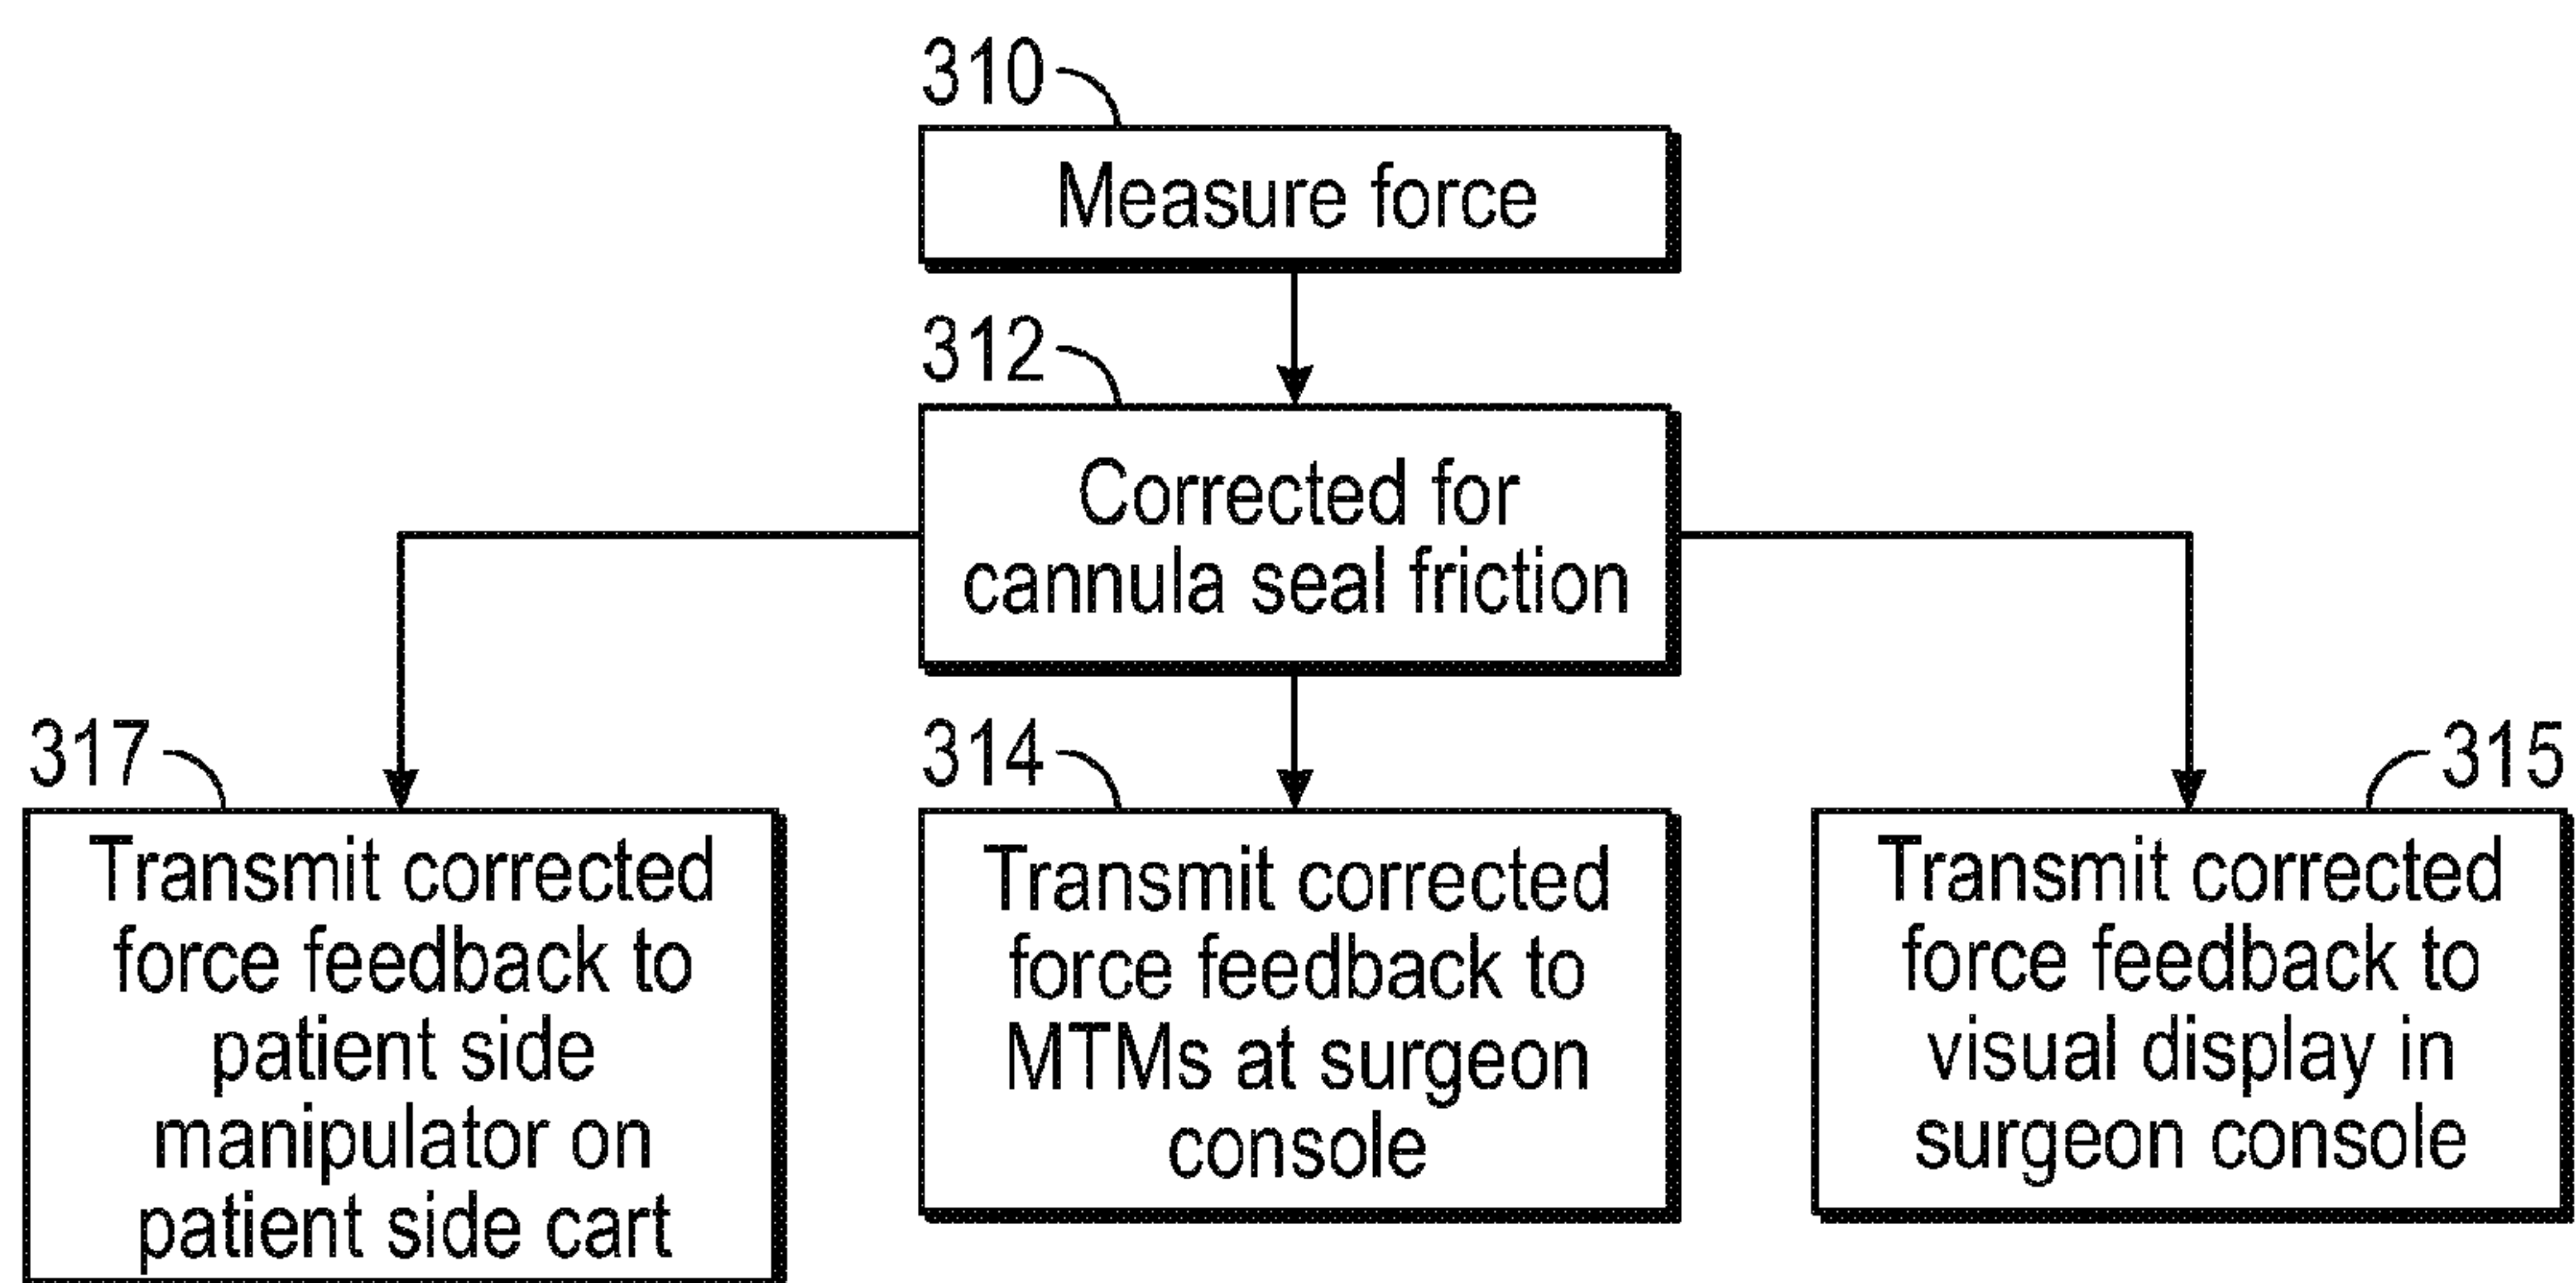 310
Measure force
312
Corrected for
cannula seal friction
317
Transmit corrected
force feedback to
patient side
manipulator on
patient side cart
314
Transmit corrected
force feedback to
MTMs at surgeon
console
315
Transmit corrected
force feedback to
visual display in
surgeon console